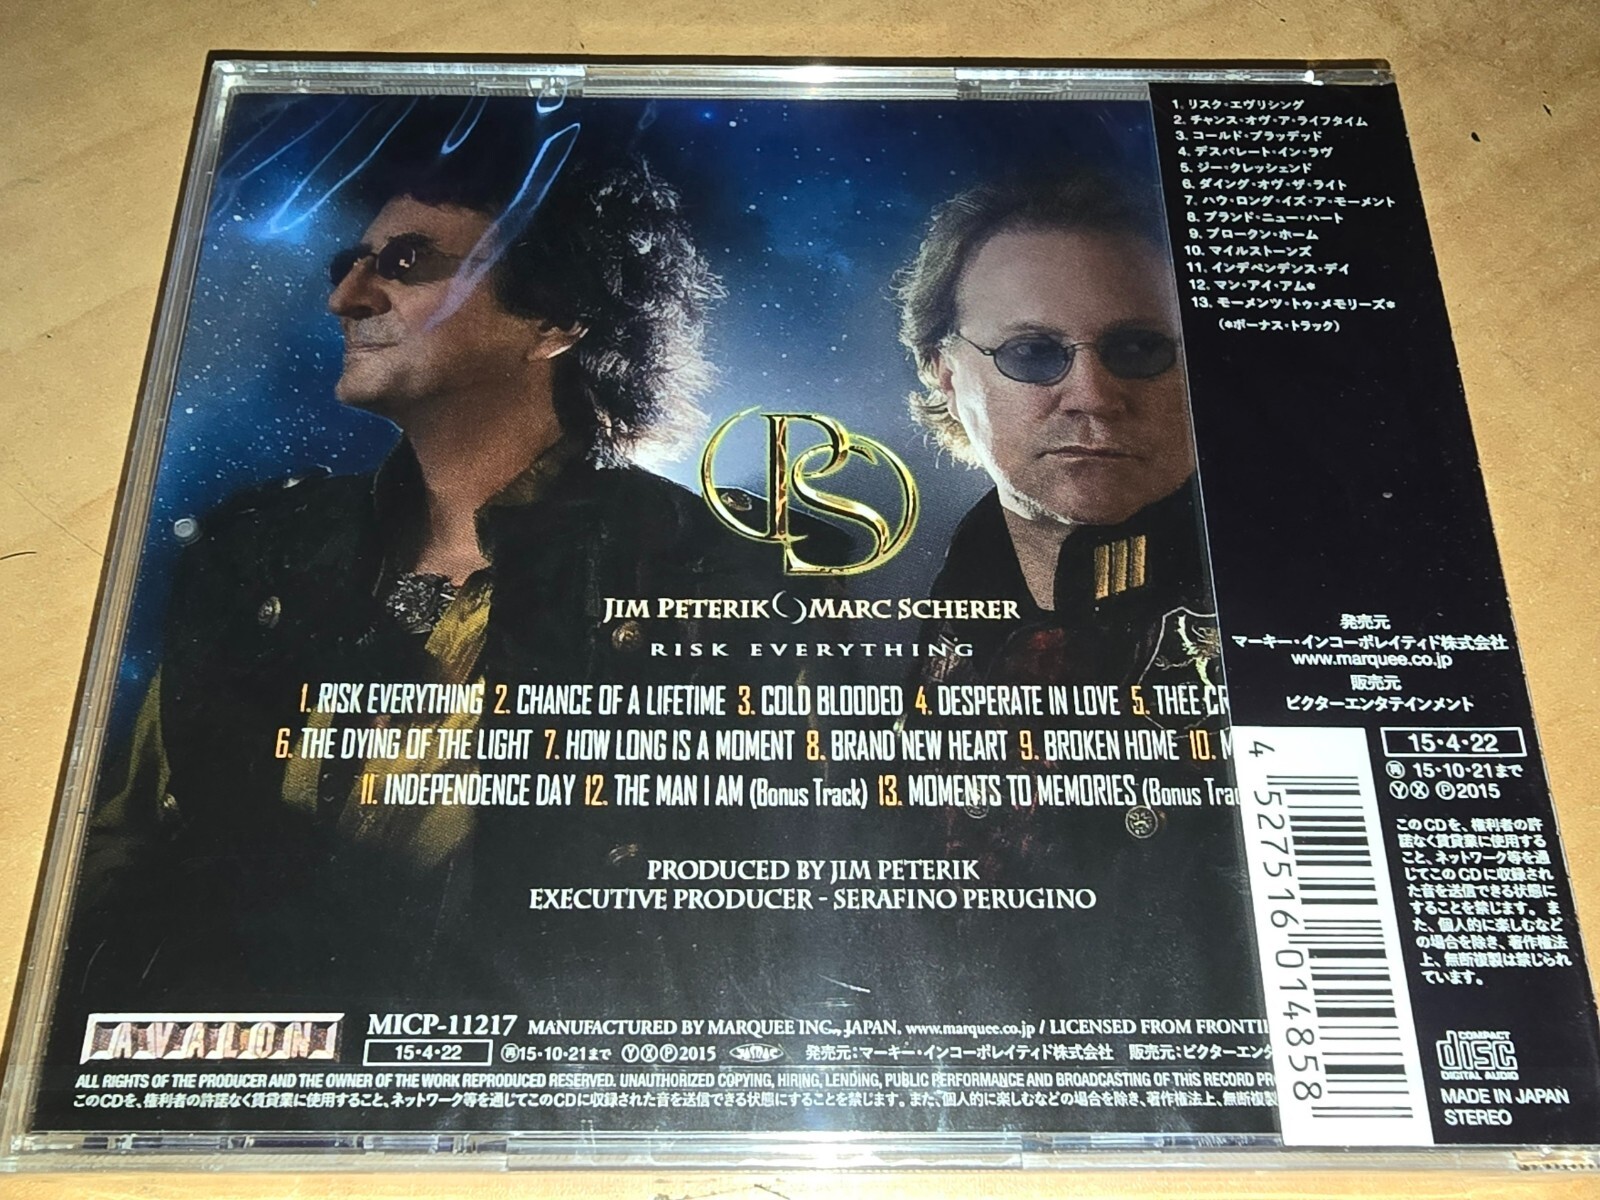 JIM PETERIK MARC SCHERER
RISK EVERYTHING
1. RISK EVERYTHING 2. CHANCE OF A LIFETIME 3. COLD BLOODED 4. DESPERATE IN LOVE 5. THEE CR
6. THE DYING OF THE LIGHT 7. HOW LONG IS A MOMENT 8. BRAND NEW HEART 9. BROKEN HOME 10. M
11. INDEPENDENCE DAY 12. THE MAN I AM (Bonus Track) 13. MOMENTS TO MEMORIES (Bonus Trac
PRODUCED BY JIM PETERIK
EXECUTIVE PRODUCER - SERAFINO PERUGINO
AVALON
MICP-11217 MANUFACTURED BY MARQUEE INC., JAPAN, www.marquee.co.jp / LICENSED FROM FRONTI
15・4・22 再15・10・21まで Ⓨ Ⓧ Ⓟ2015 発売元:マーキー・インコーポレイティド株式会社 販売元:ビクターエンタ
ALL RIGHTS OF THE PRODUCER AND THE OWNER OF THE WORK REPRODUCED RESERVED. UNAUTHORIZED COPYING, HIRING, LENDING, PUBLIC PERFORMANCE AND BROADCASTING OF THIS RECORD PR
このCDを、権利者の許諾なく賃貸業に使用すること、ネットワーク等を通じてこのCDに収録された音を送信できる状態にすることを禁じます。また、個人的に楽しむなどの場合を除き、著作権法上、無断複製
1. リスク・エヴリシング
2. チャンス・オヴ・ア・ライフタイム
3. コールド・ブラッデッド
4. デスパレート・イン・ラヴ
5. ジー・クレッシェンド
6. ダイング・オヴ・ザ・ライト
7. ハウ・ロング・イズ・ア・モーメント
8. ブランド・ニュー・ハート
9. ブロークン・ホーム
10. マイルストーンズ
11. インデペンデンス・デイ
12. マン・アイ・アム*
13. モーメンツ・トゥ・メモリーズ*
(*ボーナス・トラック)
発売元
マーキー・インコーポレイティド株式会社
www.marquee.co.jp
販売元
ビクターエンタテインメント
15・4・22
再 15・10・21まで
Ⓨ Ⓧ Ⓟ2015
このCDを、権利者の許
諾なく賃貸業に使用する
こと、ネットワーク等を通
じてこのCDに収録され
た音を送信できる状態に
することを禁じます。ま
た、個人的に楽しむなど
の場合を除き、著作権法
上、無断複製は禁じられ
ています。
COMPACT
disc
DIGITAL AUDIO
MADE IN JAPAN
STEREO
4 527516 014858